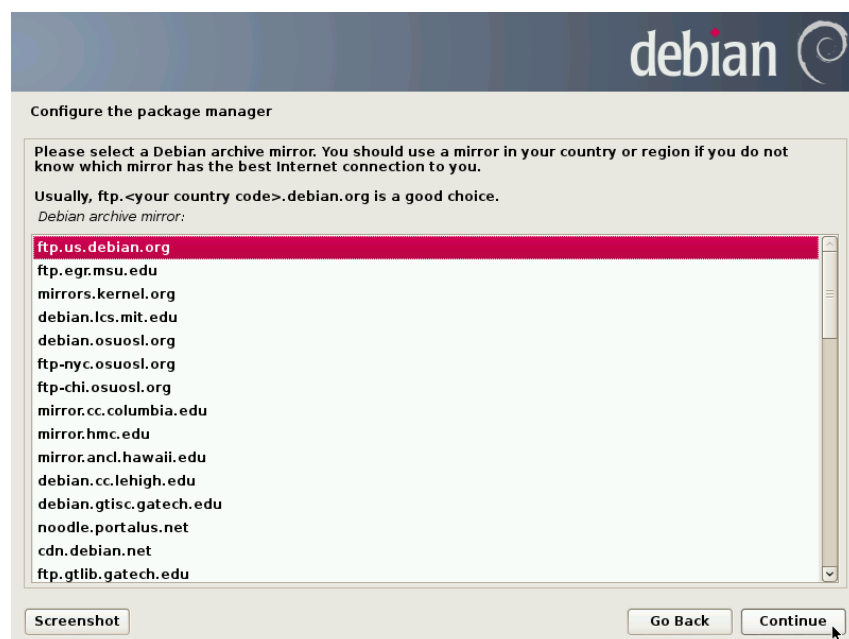 debian
Configure the package manager
Please select a Debian archive mirror. You should use a mirror in your country or region if you do not
know which mirror has the best Internet connection to you.
Usually, ftp.<your country code>.debian.org is a good choice.
Debian archive mirror:
ftp.us.debian.org
ftp.egr.msu.edu
mirrors.kernel.org
debian.lcs.mit.edu
debian.osuosl.org
ftp-nyc.osuosl.org
ftp-chi.osuosl.org
mirror.cc.columbia.edu
mirror.hmc.edu
mirror.ancl.hawaii.edu
debian.cc.lehigh.edu
debian.gtisc.gatech.edu
noodle.portalus.net
cdn.debian.net
ftp.gtlib.gatech.edu
Screenshot
Go Back
Continue